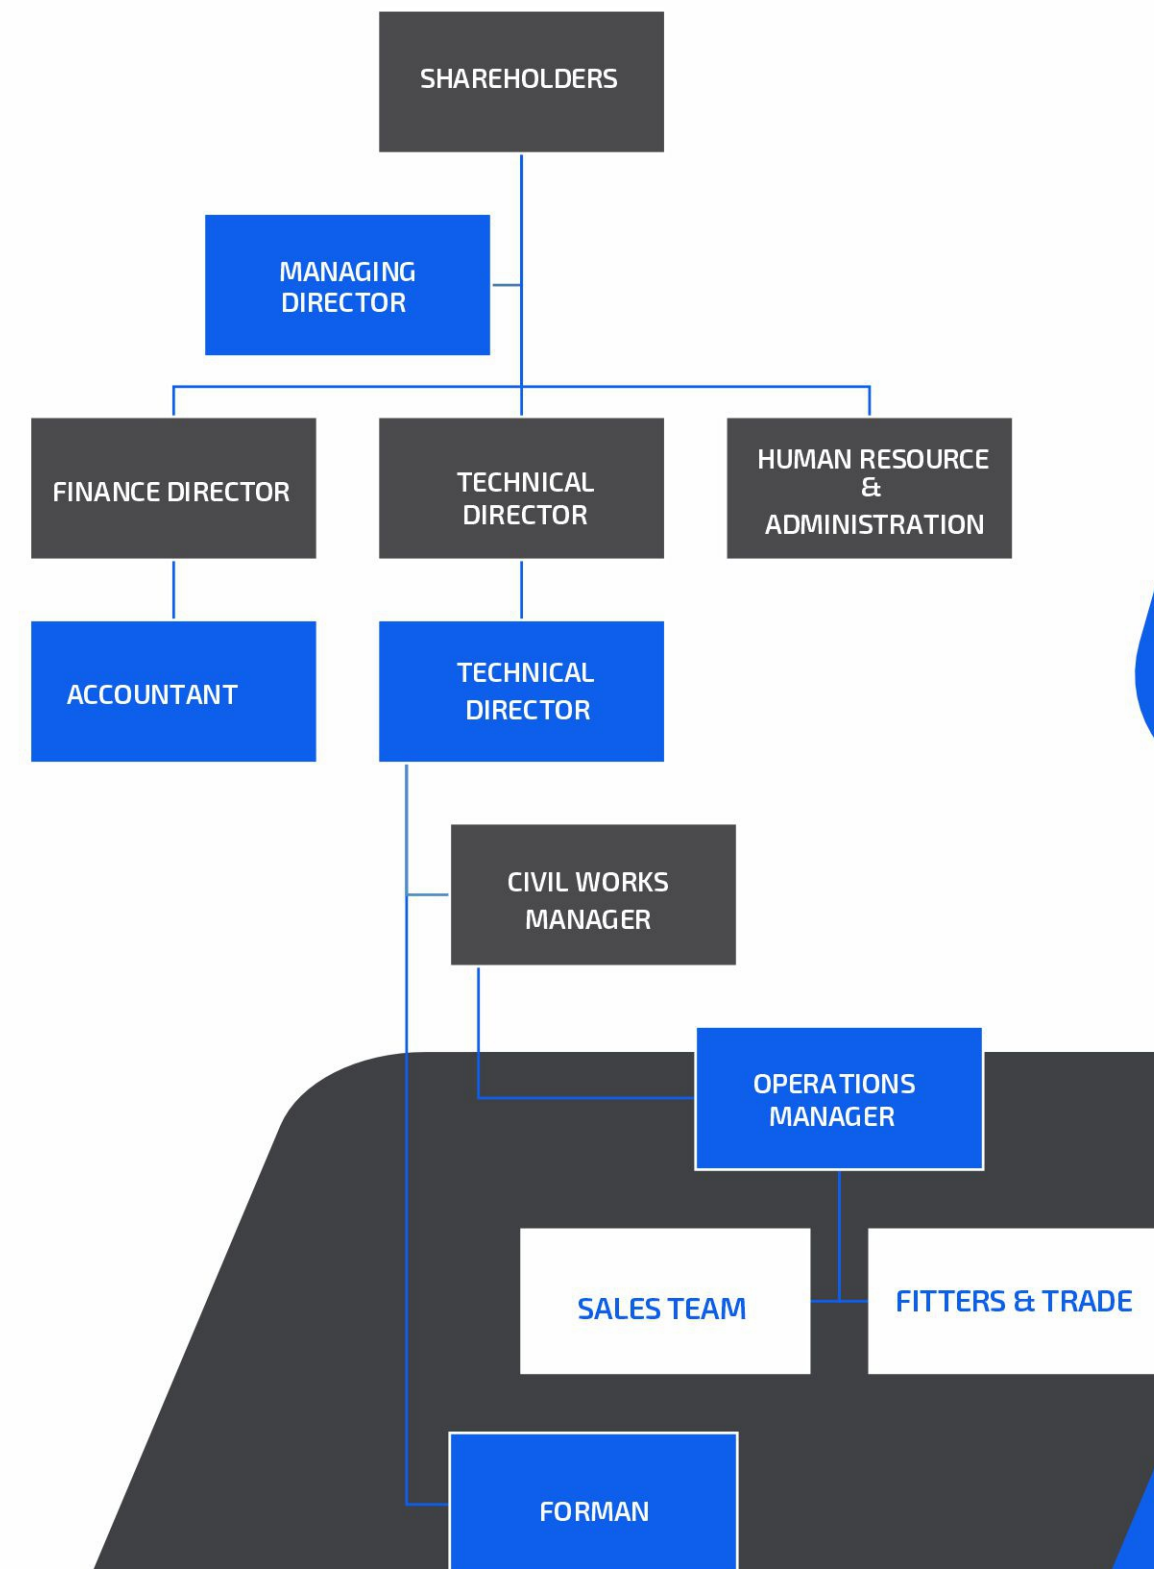 SHAREHOLDERS
MANAGING
DIRECTOR
FINANCE DIRECTOR
TECHNICAL
DIRECTOR
HUMAN RESOURCE
&
ADMINISTRATION
ACCOUNTANT
TECHNICAL
DIRECTOR
CIVIL WORKS
MANAGER
OPERATIONS
MANAGER
SALES TEAM
FITTERS & TRADE
FORMAN